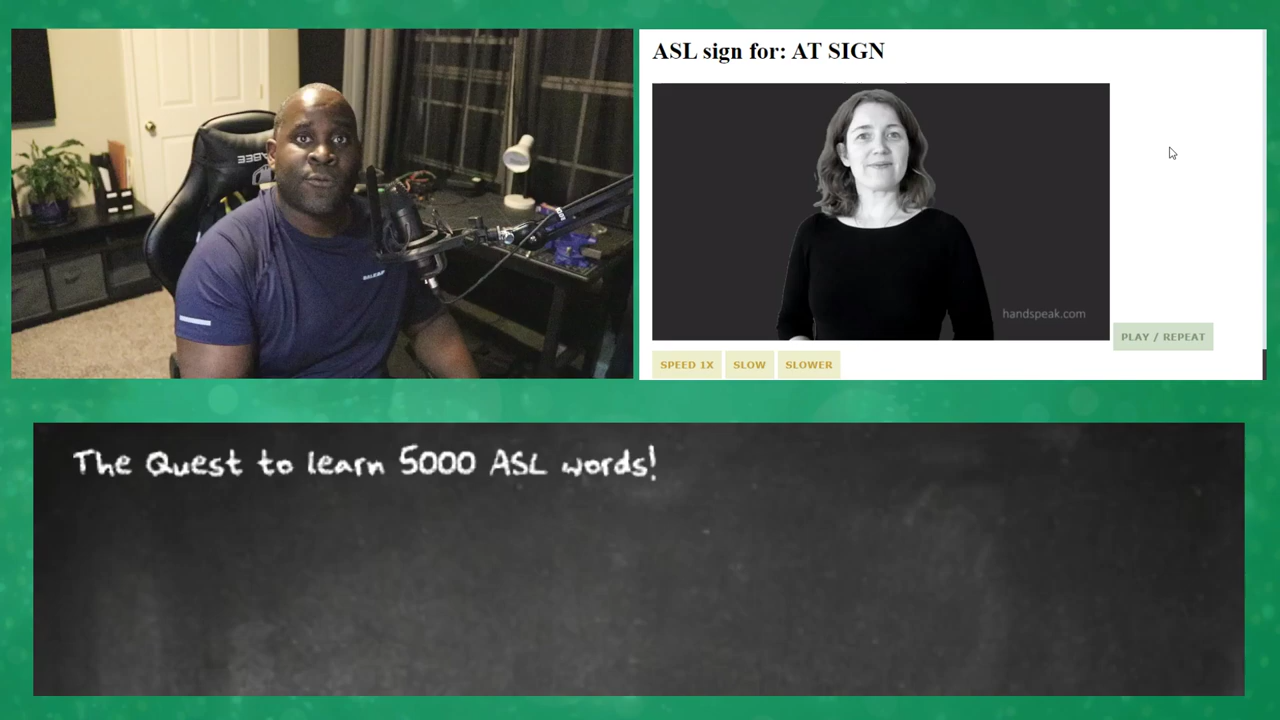 ASL sign for: AT SIGN
handspeak.com
PLAY / REPEAT
SPEED 1X
SLOW
SLOWER
The Quest to learn 5000 ASL words!